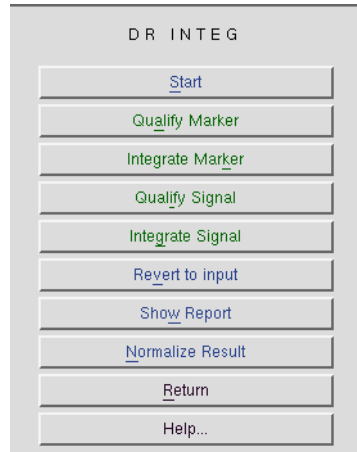 DR INTEG
Start
Qualify Marker
Integrate Marker
Qualify Signal
Integrate Signal
Revert to input
Show Report
Normalize Result
Return
Help...